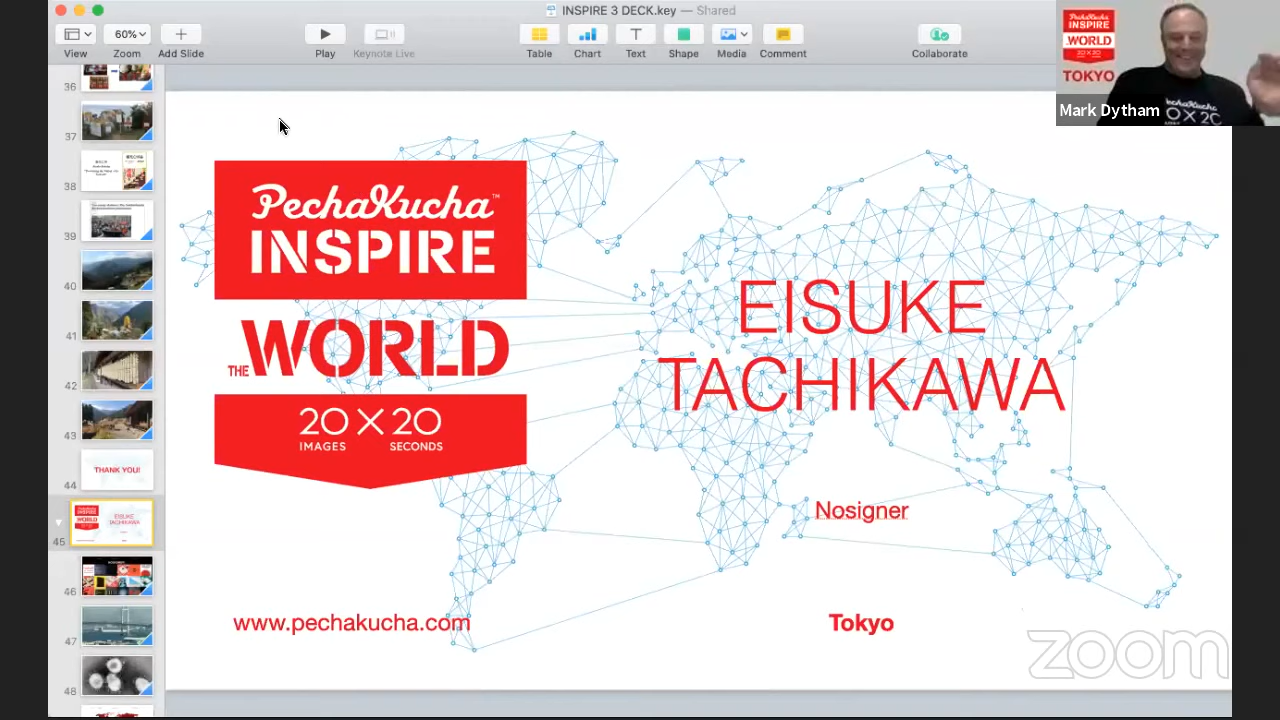 INSPIRE 3 DECK.key — Shared
60%
View
Zoom
Add Slide
Play
Keynote Live
Table
Chart
Text
Shape
Media
Comment
Collaborate
PechaKucha
INSPIRE
WORLD
20X20
TOKYO
PechaKucha
Mark Dytham
36
37
38
39
40
41
42
43
THANK YOU!
44
45
46
47
48
PechaKucha™
INSPIRE
THE WORLD
20 X 20
IMAGES SECONDS
EISUKE
TACHIKAWA
Nosigner
www.pechakucha.com
Tokyo
zoom